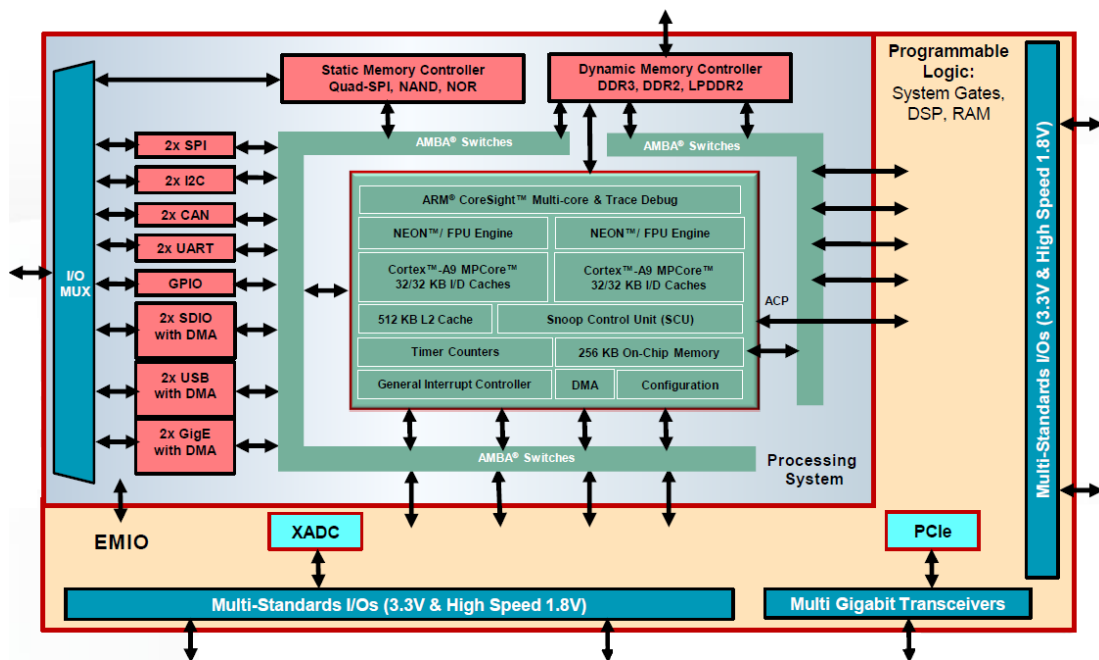 Static Memory Controller
Quad-SPI, NAND, NOR
Dynamic Memory Controller
DDR3, DDR2, LPDDR2
Programmable
Logic:
System Gates,
DSP, RAM
AMBA® Switches
AMBA® Switches
I/O
MUX
2x SPI
2x I2C
2x CAN
2x UART
GPIO
2x SDIO
with DMA
2x USB
with DMA
2x GigE
with DMA
ARM® CoreSight™ Multi-core & Trace Debug
NEON™/ FPU Engine
NEON™/ FPU Engine
Cortex™-A9 MPCore™
32/32 KB I/D Caches
Cortex™-A9 MPCore™
32/32 KB I/D Caches
512 KB L2 Cache
Snoop Control Unit (SCU)
Timer Counters
256 KB On-Chip Memory
General Interrupt Controller
DMA
Configuration
ACP
AMBA® Switches
Processing
System
Multi-Standards I/Os (3.3V & High Speed 1.8V)
EMIO
XADC
PCIe
Multi-Standards I/Os (3.3V & High Speed 1.8V)
Multi Gigabit Transceivers